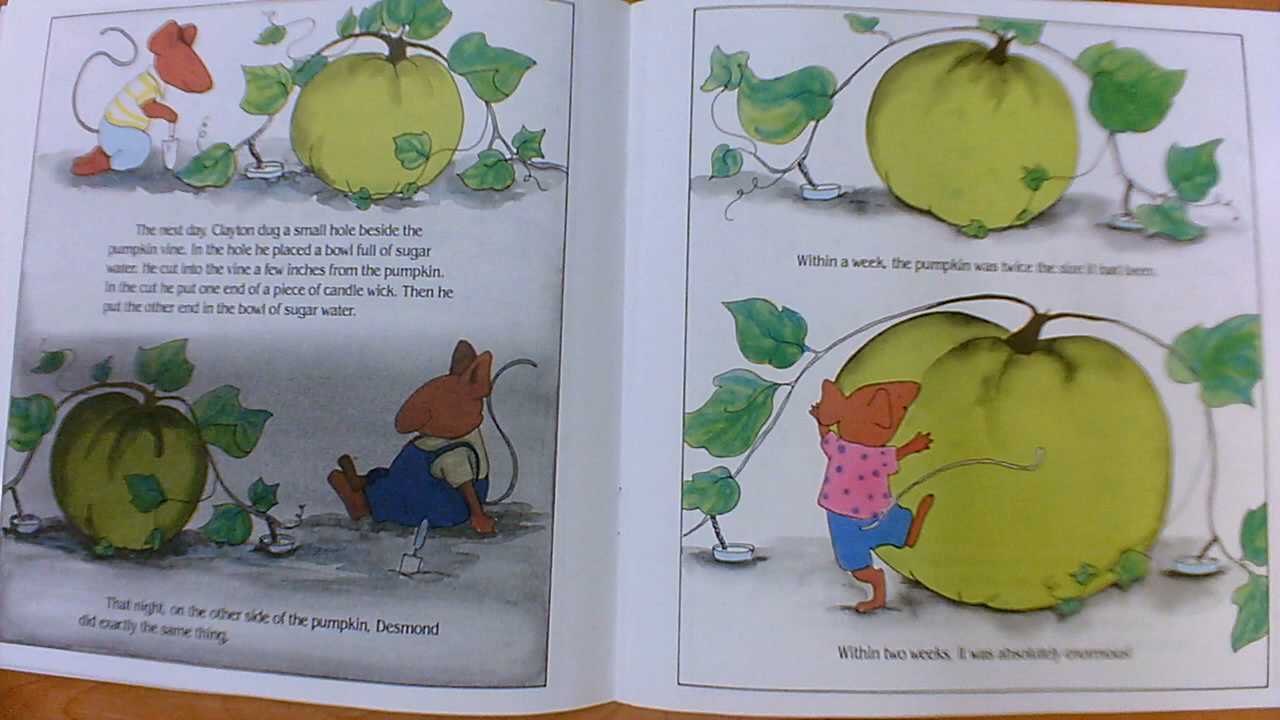 The next day, Clayton dug a small hole beside the
pumpkin vine. In the hole he placed a bowl full of sugar
water. He cut into the vine a few inches from the pumpkin.
In the cut he put one end of a piece of candle wick. Then he
put the other end in the bowl of sugar water.
That night, on the other side of the pumpkin, Desmond
did exactly the same thing.
Within a week, the pumpkin was twice the size it had been.
Within two weeks, it was absolutely enormous!